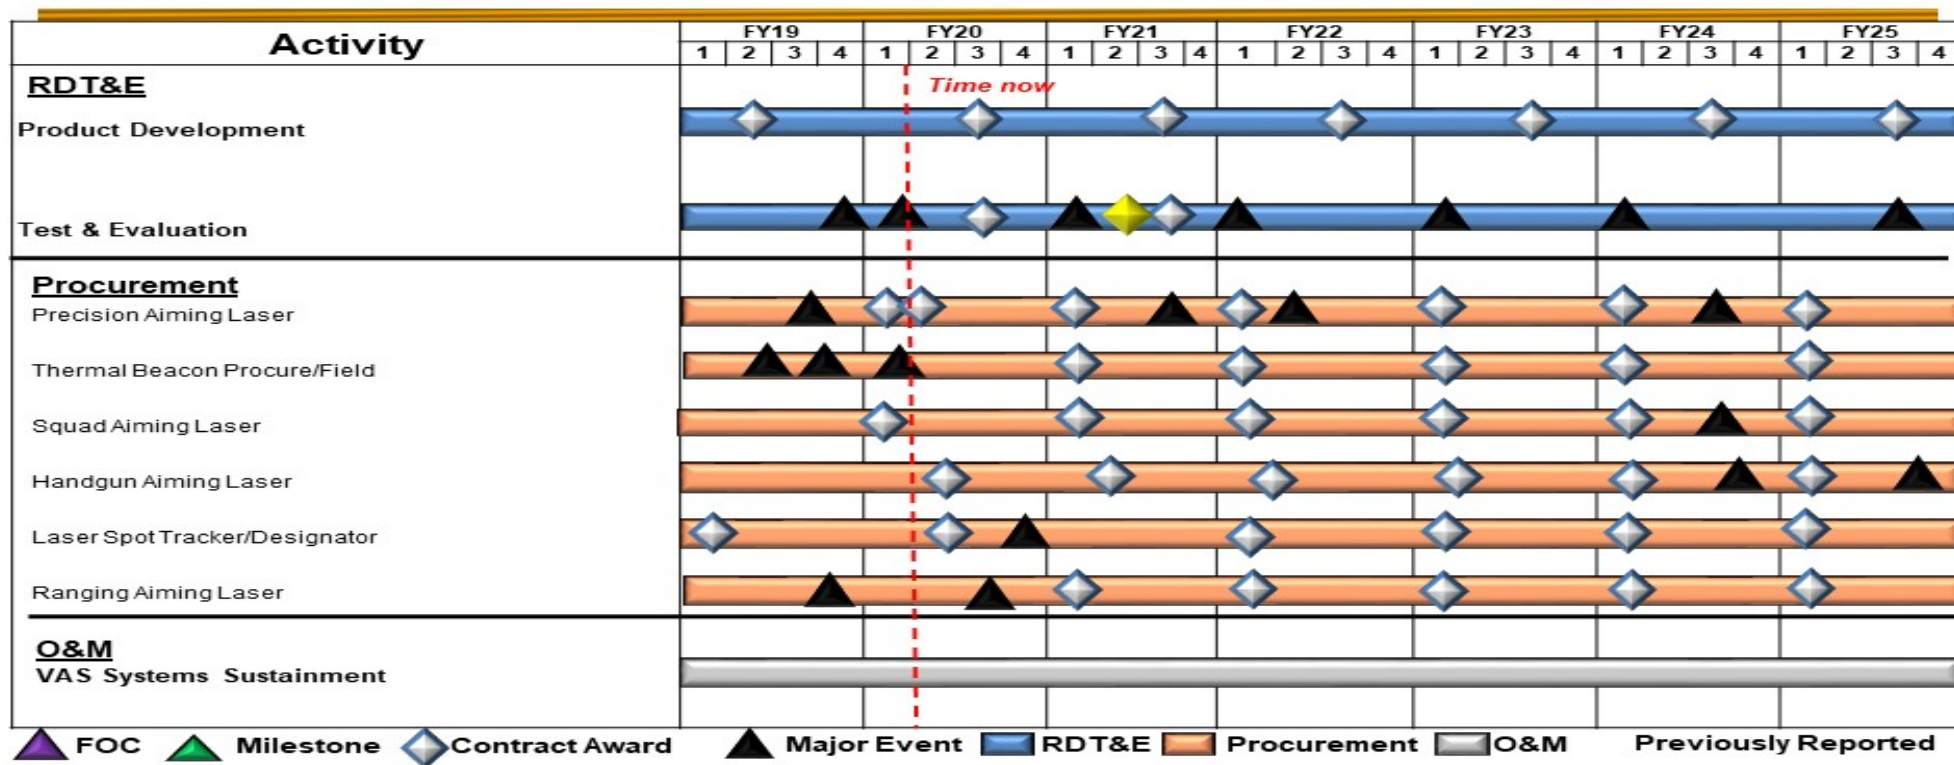 Activity
FY19 FY20 FY21 FY22 FY23 FY24 FY25
1 2 3 4 1 2 3 4 1 2 3 4 1 2 3 4 1 2 3 4 1 2 3 4 1 2 3 4
RDT&E
Time now
Product Development
Test & Evaluation
Procurement
Precision Aiming Laser
Thermal Beacon Procure/Field
Squad Aiming Laser
Handgun Aiming Laser
Laser Spot Tracker/Designator
Ranging Aiming Laser
O&M
VAS Systems Sustainment
FOC Milestone Contract Award Major Event RDT&E Procurement O&M Previously Reported